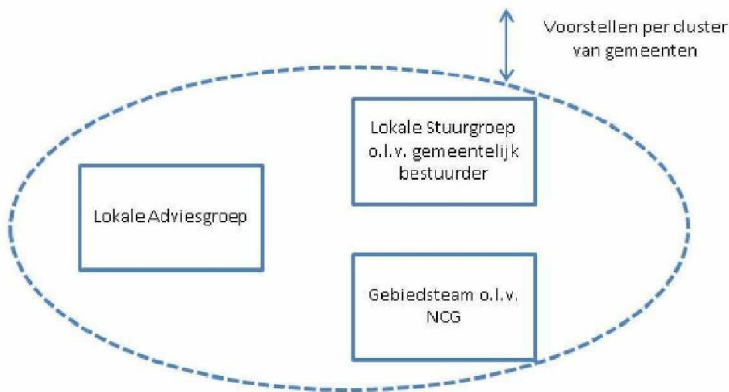 Voorstellen per cluster
van gemeenten
Lokale Stuurgroep
o.l.v. gemeentelijk
bestuurder
Lokale Adviesgroep
Gebiedsteam o.l.v.
NCG